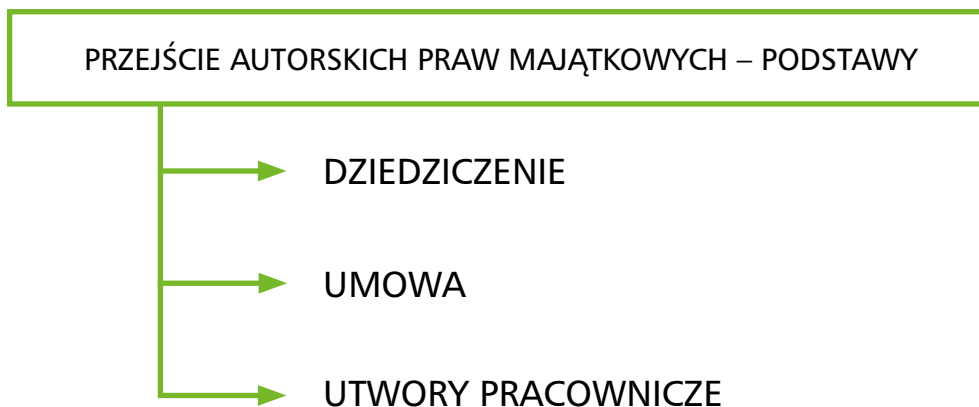 PRZEJŚCIE AUTORSKICH PRAW MAJĄTKOWYCH – PODSTAWY
DZIEDZICZENIE
UMOWA
UTWORY PRACOWNICZE